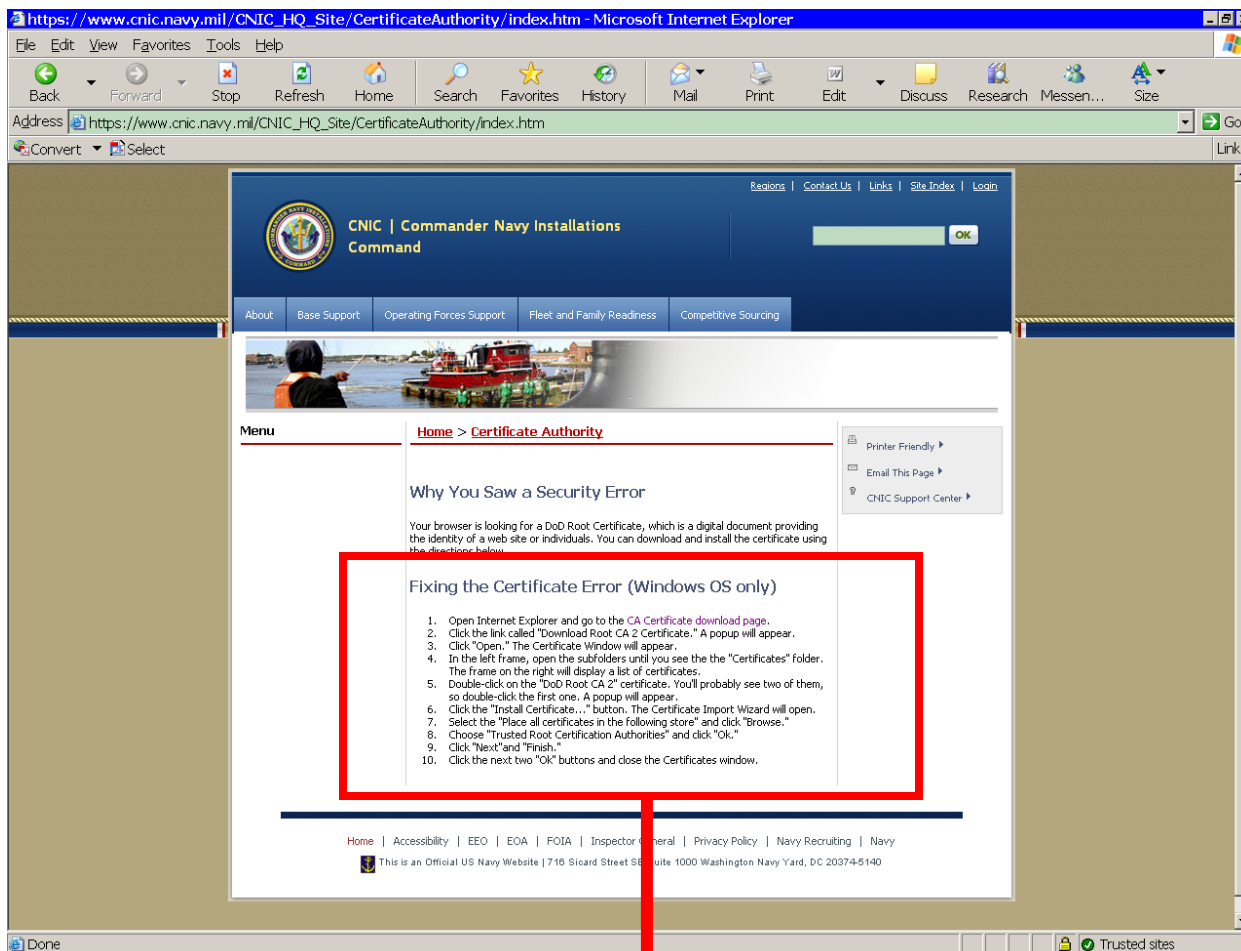 https://www.cnic.navy.mil/CNIC_HQ_Site/CertificateAuthority/index.htm - Microsoft Internet Explorer
File Edit View Favorites Tools Help
Back Forward Stop Refresh Home Search Favorites History Mail Print Edit Discuss Research Messen... Size
Address https://www.cnic.navy.mil/CNIC_HQ_Site/CertificateAuthority/index.htm Go
Convert Select Link
Regions | Contact Us | Links | Site Index | Login
CNIC | Commander Navy Installations
Command
OK
About Base Support Operating Forces Support Fleet and Family Readiness Competitive Sourcing
M
Menu
Home > Certificate Authority
Printer Friendly
Email This Page
CNIC Support Center
Why You Saw a Security Error
Your browser is looking for a DoD Root Certificate, which is a digital document providing
the identity of a web site or individuals. You can download and install the certificate using
the directions below.
Fixing the Certificate Error (Windows OS only)
1. Open Internet Explorer and go to the CA Certificate download page.
2. Click the link called "Download Root CA 2 Certificate." A popup will appear.
3. Click "Open." The Certificate Window will appear.
4. In the left frame, open the subfolders until you see the the "Certificates" folder.
The frame on the right will display a list of certificates.
5. Double-click on the "DoD Root CA 2" certificate. You'll probably see two of them,
so double-click the first one. A popup will appear.
6. Click the "Install Certificate..." button. The Certificate Import Wizard will open.
7. Select the "Place all certificates in the following store" and click "Browse."
8. Choose "Trusted Root Certification Authorities" and click "Ok."
9. Click "Next"and "Finish."
10. Click the next two "Ok" buttons and close the Certificates window.
Home | Accessibility | EEO | EOA | FOIA | Inspector General | Privacy Policy | Navy Recruiting | Navy
This is an Official US Navy Website | 716 Sicard Street SE Suite 1000 Washington Navy Yard, DC 20374-5140
Done Trusted sites